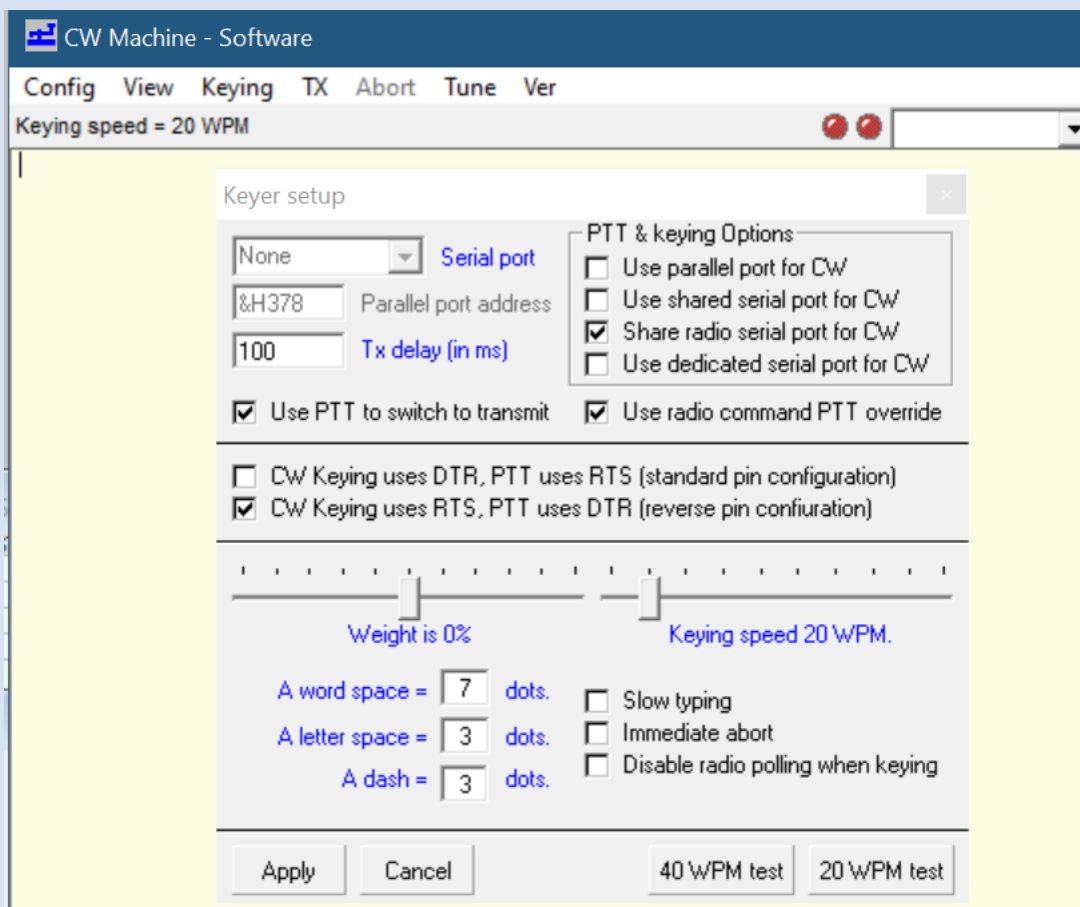 CW Machine - Software
Config View Keying TX Abort Tune Ver
Keying speed = 20 WPM
Keyer setup
None Serial port
&H378 Parallel port address
100 Tx delay (in ms)
PTT & keying Options
Use parallel port for CW
Use shared serial port for CW
Share radio serial port for CW
Use dedicated serial port for CW
Use PTT to switch to transmit Use radio command PTT override
CW Keying uses DTR, PTT uses RTS (standard pin configuration)
CW Keying uses RTS, PTT uses DTR (reverse pin confiuration)
Weight is 0% Keying speed 20 WPM.
A word space = 7 dots.
A letter space = 3 dots.
A dash = 3 dots.
Slow typing
Immediate abort
Disable radio polling when keying
Apply Cancel 40 WPM test 20 WPM test